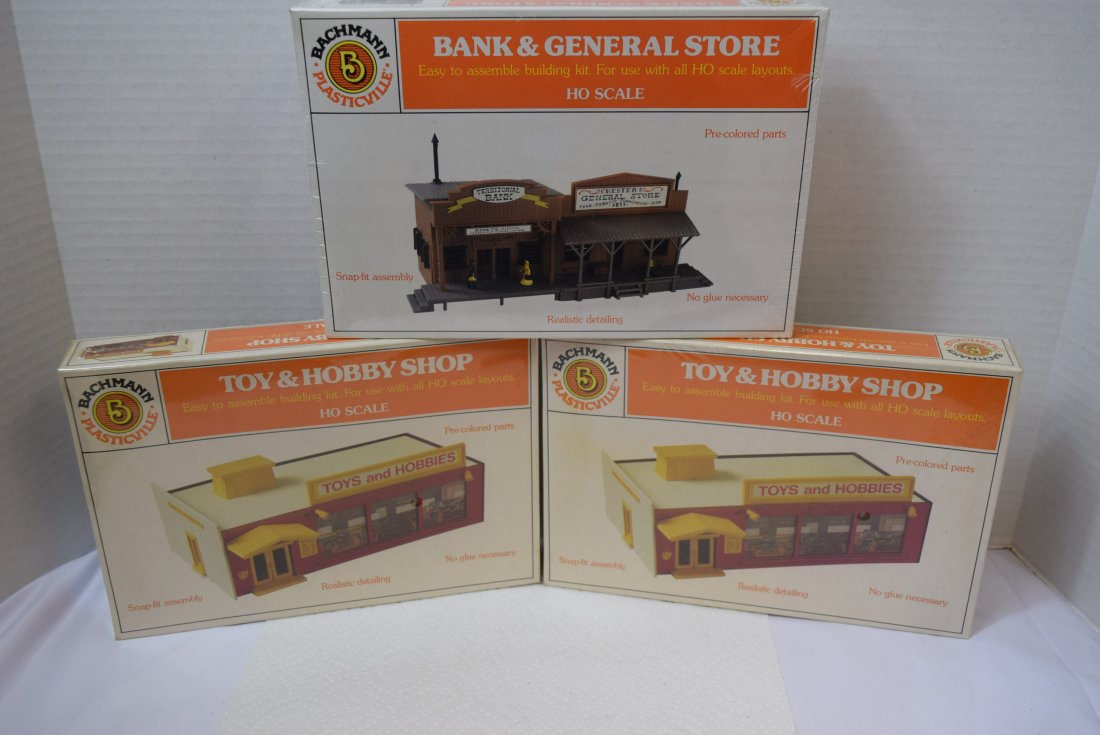 BACHMANN
B
PLASTICVILLE
BANK & GENERAL STORE
Easy to assemble building kit. For use with all HO scale layouts.
HO SCALE
Pre-colored parts
TERRITORIAL
BANK
CHESTER'S
GENERAL STORE
1857
Snap-fit assembly
No glue necessary
Realistic detailing
BACHMANN
B
PLASTICVILLE
TOY & HOBBY SHOP
Easy to assemble building kit. For use with all HO scale layouts.
HO SCALE
Pre-colored parts
TOYS and HOBBIES
No glue necessary
Realistic detailing
Snap-fit assembly
BACHMANN
B
PLASTICVILLE
TOY & HOBBY SHOP
Easy to assemble building kit. For use with all HO scale layouts.
HO SCALE
Pre-colored parts
TOYS and HOBBIES
Snap-fit assembly
Realistic detailing
No glue necessary